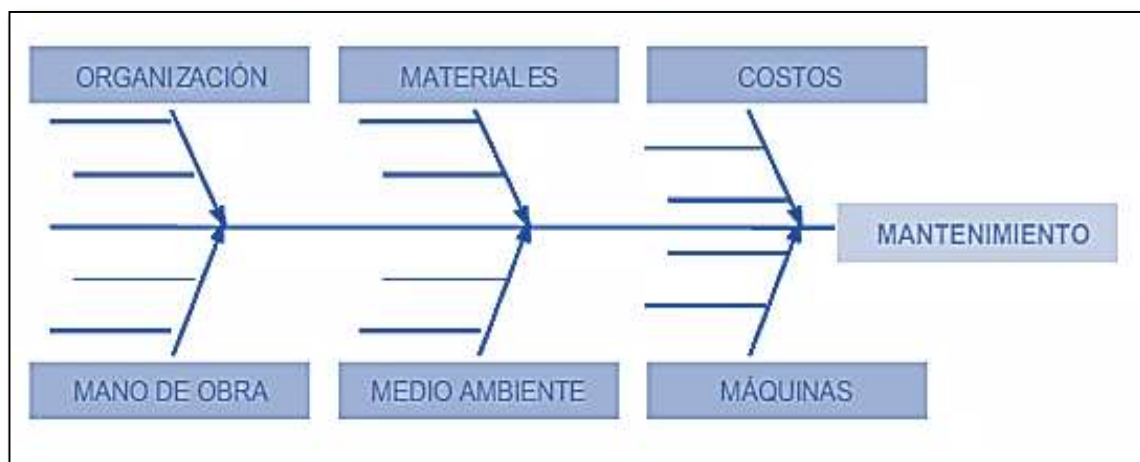 ORGANIZACIÓN
MATERIALES
COSTOS
MANTENIMIENTO
MANO DE OBRA
MEDIO AMBIENTE
MÁQUINAS